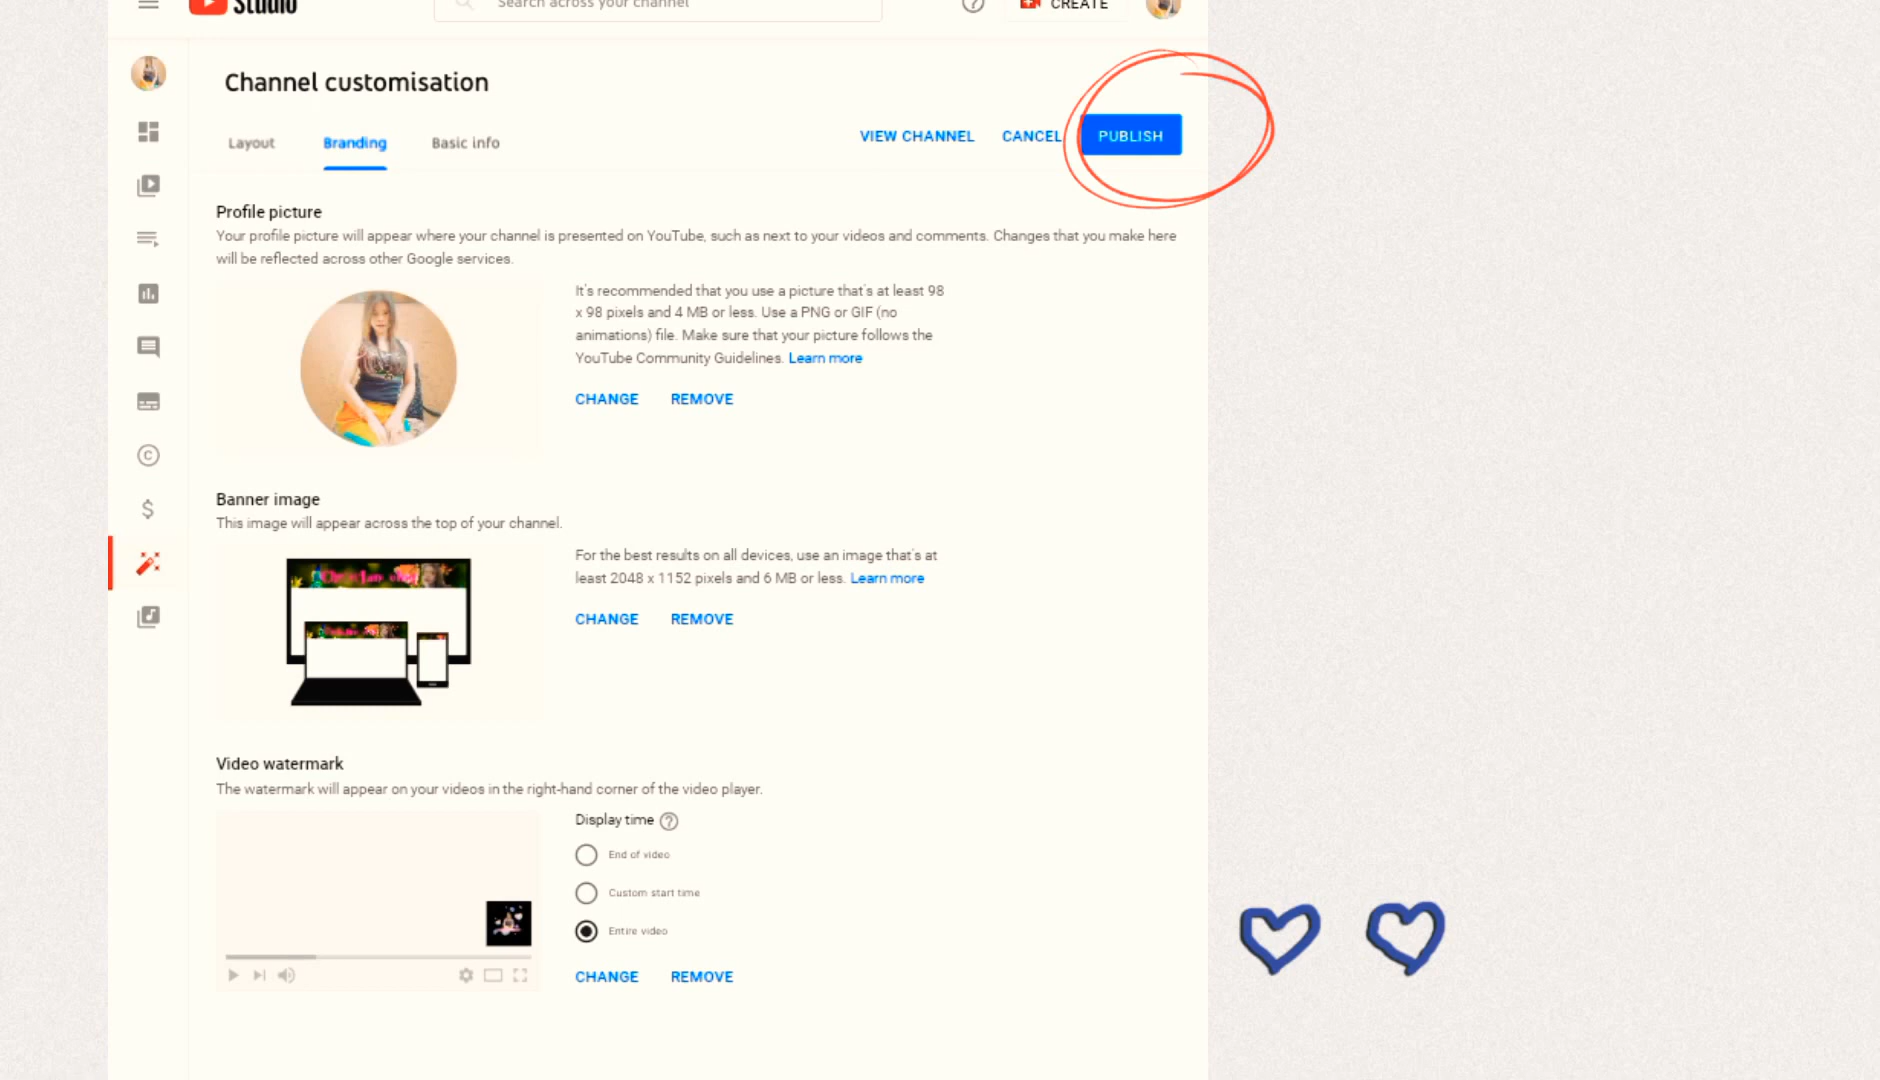 Studio
Search across your channel
CREATE
Channel customisation
Layout
Branding
Basic info
VIEW CHANNEL
CANCEL
PUBLISH
Profile picture
Your profile picture will appear where your channel is presented on YouTube, such as next to your videos and comments. Changes that you make here
will be reflected across other Google services.
It's recommended that you use a picture that's at least 98
x 98 pixels and 4 MB or less. Use a PNG or GIF (no
animations) file. Make sure that your picture follows the
YouTube Community Guidelines. Learn more
CHANGE REMOVE
Banner image
This image will appear across the top of your channel.
For the best results on all devices, use an image that's at
least 2048 x 1152 pixels and 6 MB or less. Learn more
CHANGE REMOVE
Video watermark
The watermark will appear on your videos in the right-hand corner of the video player.
Display time
End of video
Custom start time
Entire video
CHANGE REMOVE